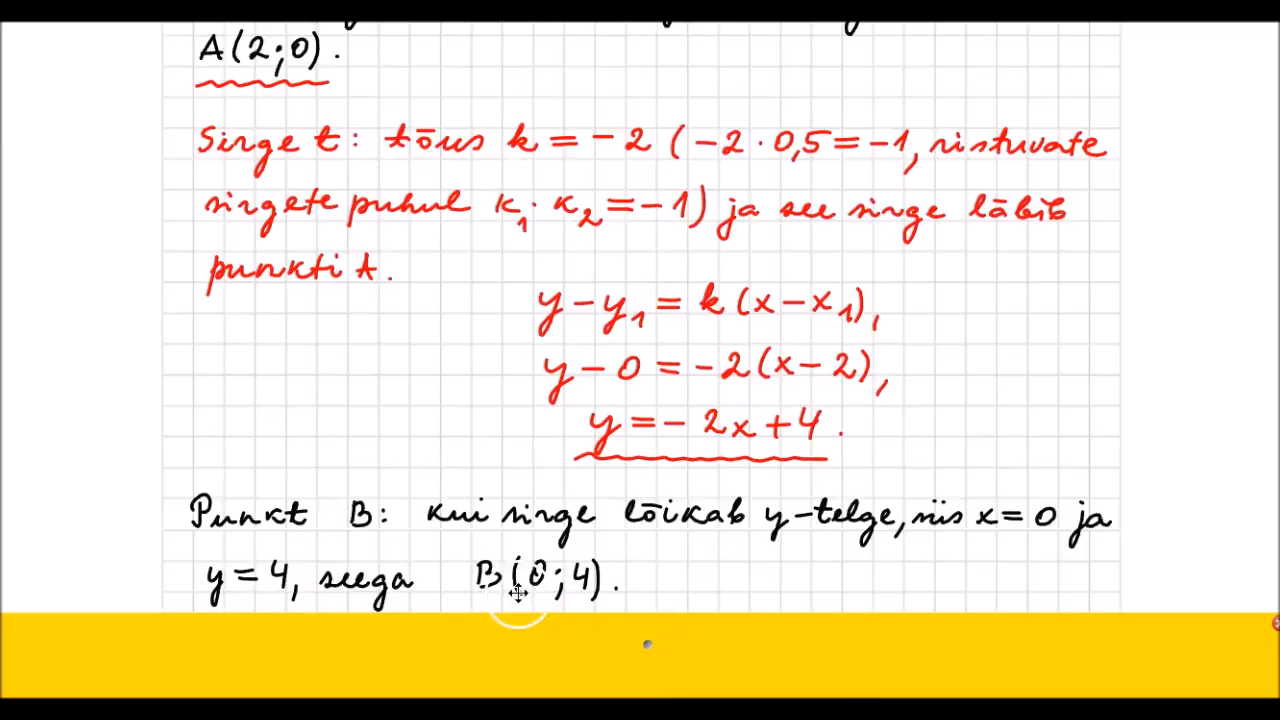 A(2;0).
Sirge t: tõus k = -2 (-2 · 0,5 = -1, ristuvate
sirgete puhul k₁ · k₂ = -1) ja see sirge läbib
punkti A.
y - y₁ = k(x - x₁),
y - 0 = -2(x - 2),
y = -2x + 4.
Punkt B: kui sirge lõikab y-telge, siis x = 0 ja
y = 4, seega B(0;4).